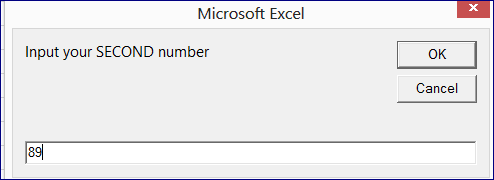 Microsoft Excel
Input your SECOND number
OK
Cancel
89